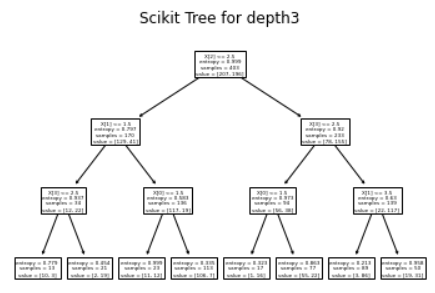 Scikit Tree for depth3
X[2] <= 2.5
entropy = 0.999
samples = 403
value = [207, 196]
X[1] <= 1.5
entropy = 0.797
samples = 170
value = [129, 41]
entropy = 0.92
samples = 233
value = [78, 155]
X[3] <= 2.5
entropy = 0.937
samples = 34
value = [12, 22]
X[0] <= 1.5
entropy = 0.583
samples = 136
value = [117, 19]
X[0] <= 1.5
entropy = 0.973
samples = 94
value = [56, 38]
X[1] <= 3.5
entropy = 0.63
samples = 139
value = [22, 117]
entropy = 0.779
samples = 13
value = [10, 3]
entropy = 0.454
samples = 21
value = [2, 19]
entropy = 0.999
samples = 23
value = [11, 12]
entropy = 0.335
samples = 113
value = [106, 7]
entropy = 0.323
samples = 17
value = [1, 16]
entropy = 0.863
samples = 77
value = [55, 22]
entropy = 0.213
samples = 89
value = [3, 86]
entropy = 0.958
samples = 50
value = [19, 31]